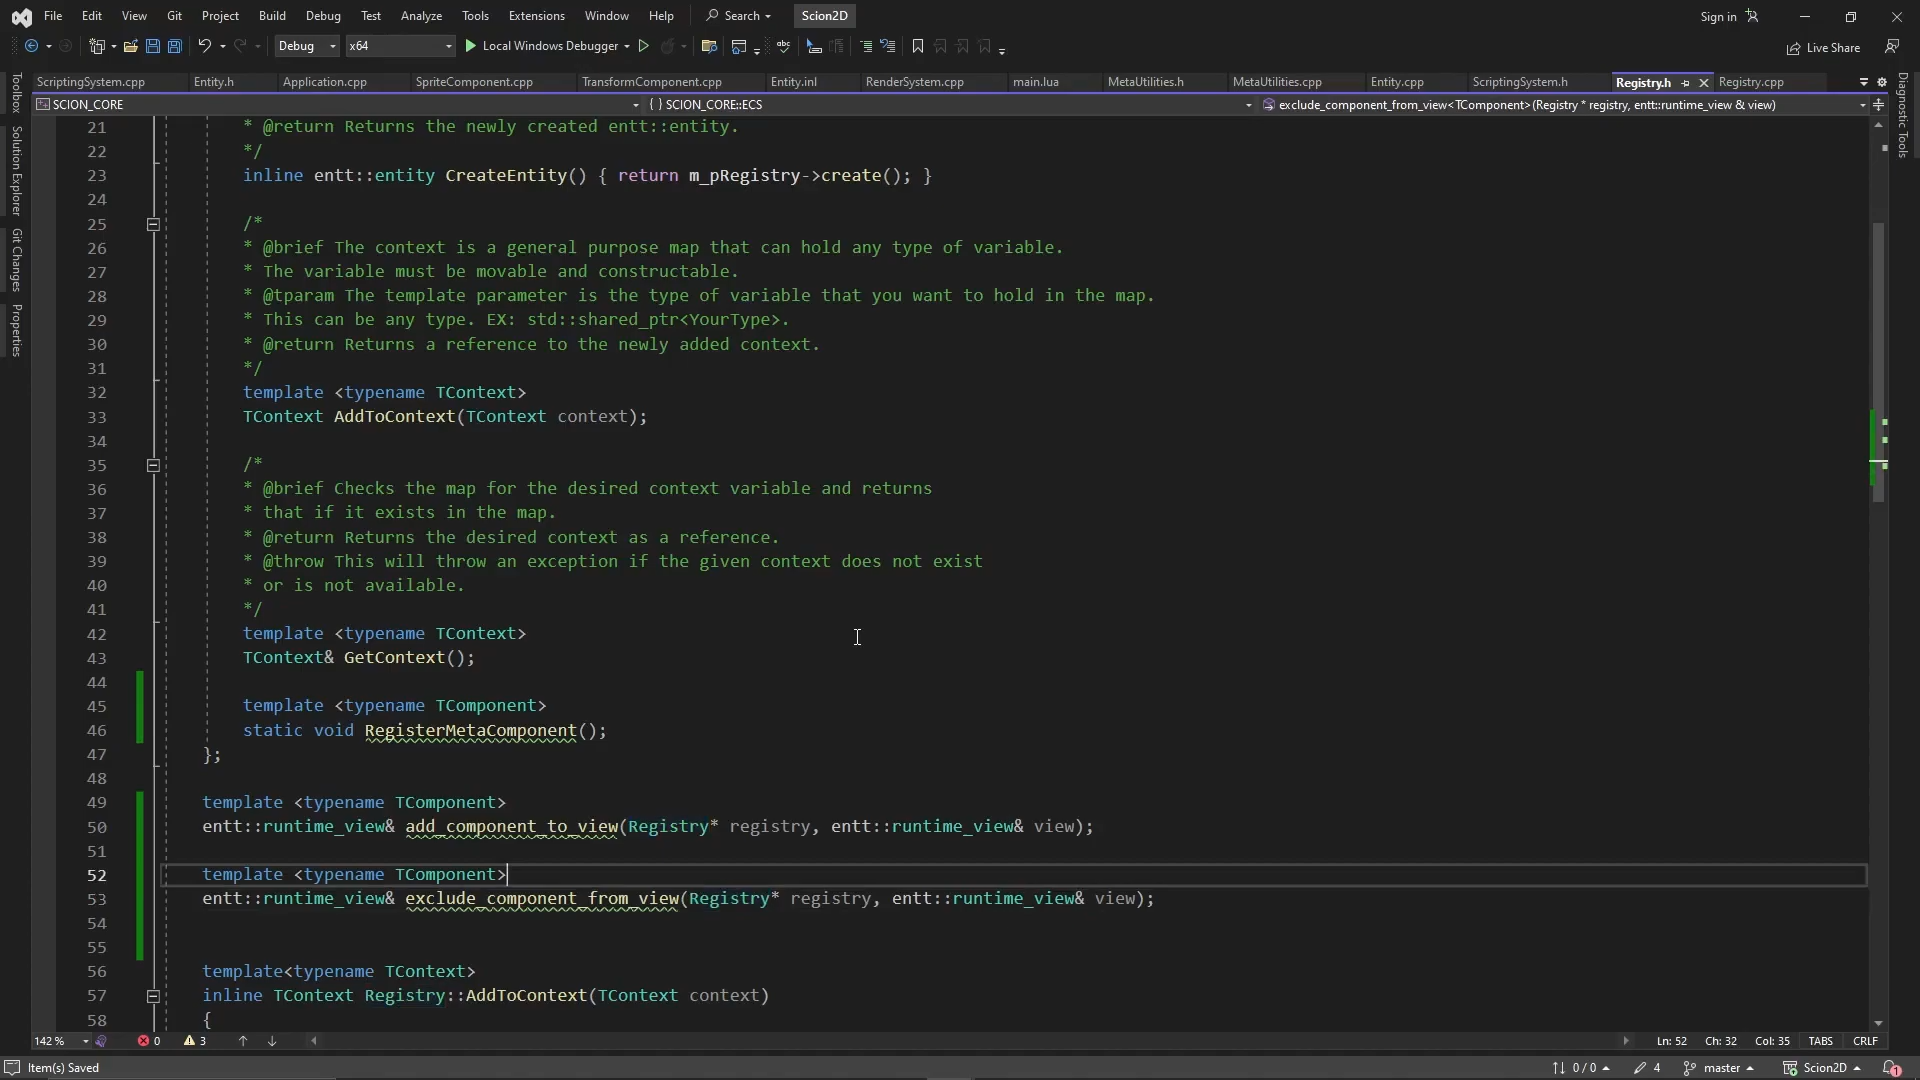 File Edit View Git Project Build Debug Test Analyze Tools Extensions Window Help Search Scion2D Sign in
Debug x64 Local Windows Debugger Live Share
ScriptingSystem.cpp Entity.h Application.cpp SpriteComponent.cpp TransformComponent.cpp Entity.inl RenderSystem.cpp main.lua MetaUtilities.h MetaUtilities.cpp Entity.cpp ScriptingSystem.h Registry.h Registry.cpp
SCION_CORE { } SCION_CORE::ECS exclude_component_from_view<TComponent>(Registry * registry, entt::runtime_view & view)
Toolbox
Solution Explorer
Git Changes
Properties
Diagnostic Tools
21 * @return Returns the newly created entt::entity.
22 */
23 inline entt::entity CreateEntity() { return m_pRegistry->create(); }
24
25 /*
26 * @brief The context is a general purpose map that can hold any type of variable.
27 * The variable must be movable and constructable.
28 * @tparam The template parameter is the type of variable that you want to hold in the map.
29 * This can be any type. EX: std::shared_ptr<YourType>.
30 * @return Returns a reference to the newly added context.
31 */
32 template <typename TContext>
33 TContext AddToContext(TContext context);
34
35 /*
36 * @brief Checks the map for the desired context variable and returns
37 * that if it exists in the map.
38 * @return Returns the desired context as a reference.
39 * @throw This will throw an exception if the given context does not exist
40 * or is not available.
41 */
42 template <typename TContext>
43 TContext& GetContext();
44
45 template <typename TComponent>
46 static void RegisterMetaComponent();
47 };
48
49 template <typename TComponent>
50 entt::runtime_view& add_component_to_view(Registry* registry, entt::runtime_view& view);
51
52 template <typename TComponent>
53 entt::runtime_view& exclude_component_from_view(Registry* registry, entt::runtime_view& view);
54
55
56 template<typename TContext>
57 inline TContext Registry::AddToContext(TContext context)
58 {
142 % 0 3 Ln: 52 Ch: 32 Col: 35 TABS CRLF
Item(s) Saved 0 / 0 4 master Scion2D 1